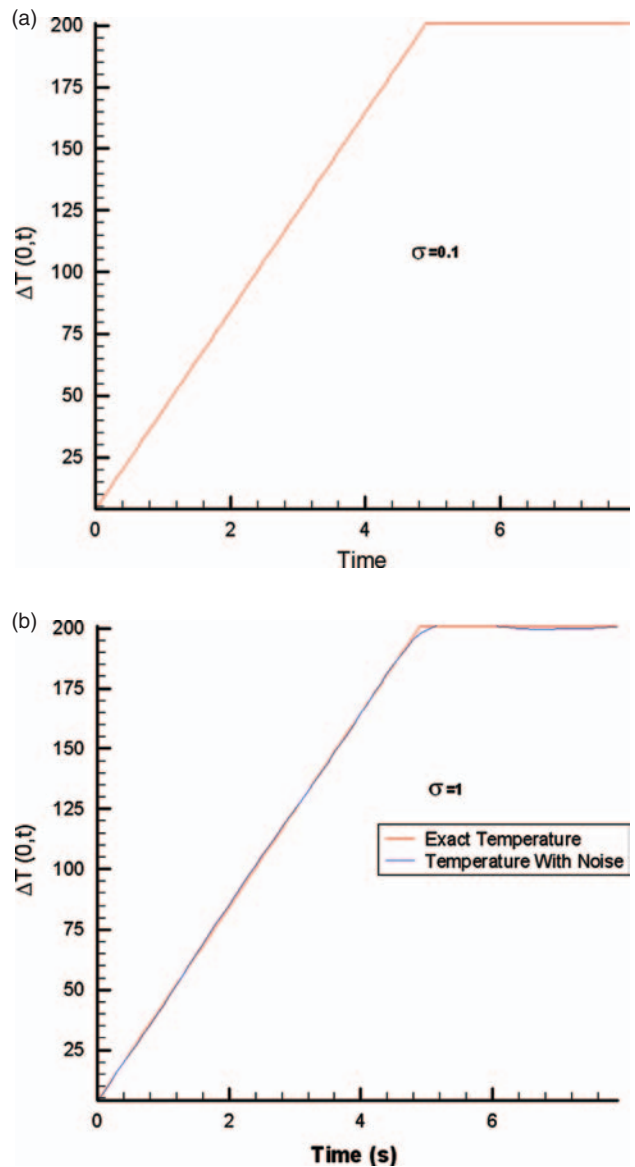 (a)
200
175
150
125
100
75
50
25
ΔT (0,t)
σ=0.1
0 2 4 6
Time
(b)
200
175
150
125
100
75
50
25
ΔT (0,t)
σ=1
Exact Temperature
Temperature With Noise
0 2 4 6
Time (s)